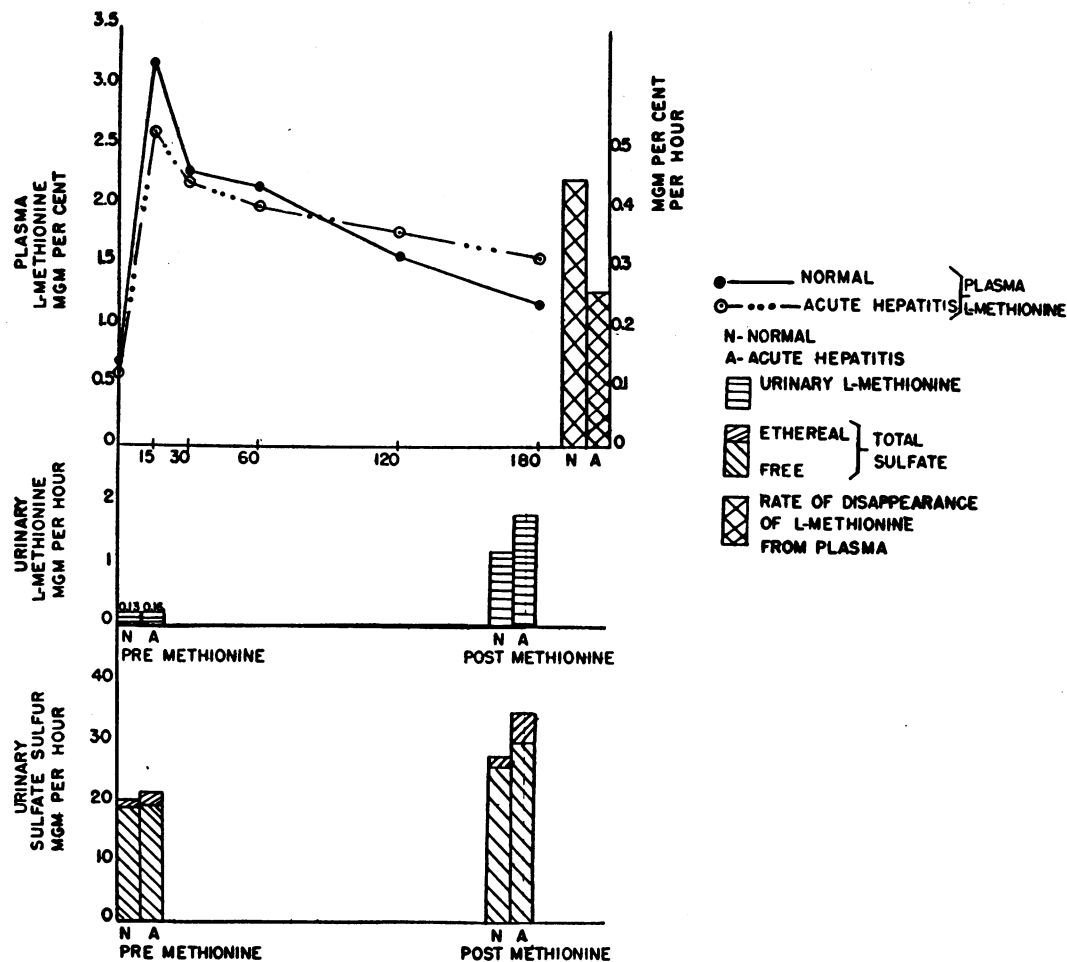 3.5
3.0
2.5
2.0
1.5
1.0
0.5
0
PLASMA
L-METHIONINE
MGM PER CENT
15 30 60 120 180 N A
0.5
0.4
0.3
0.2
0.1
0
MGM PER CENT
PER HOUR
NORMAL
ACUTE HEPATITIS
PLASMA
L-METHIONINE
N-NORMAL
A-ACUTE HEPATITIS
URINARY L-METHIONINE
ETHEREAL
FREE
TOTAL
SULFATE
RATE OF DISAPPEARANCE
OF L-METHIONINE
FROM PLASMA
2
1
0
URINARY
L-METHIONINE
MGM PER HOUR
0.13 0.16
N A
PRE METHIONINE
N A
POST METHIONINE
40
30
20
10
0
URINARY
SULFATE SULFUR
MGM PER HOUR
N A
PRE METHIONINE
N A
POST METHIONINE